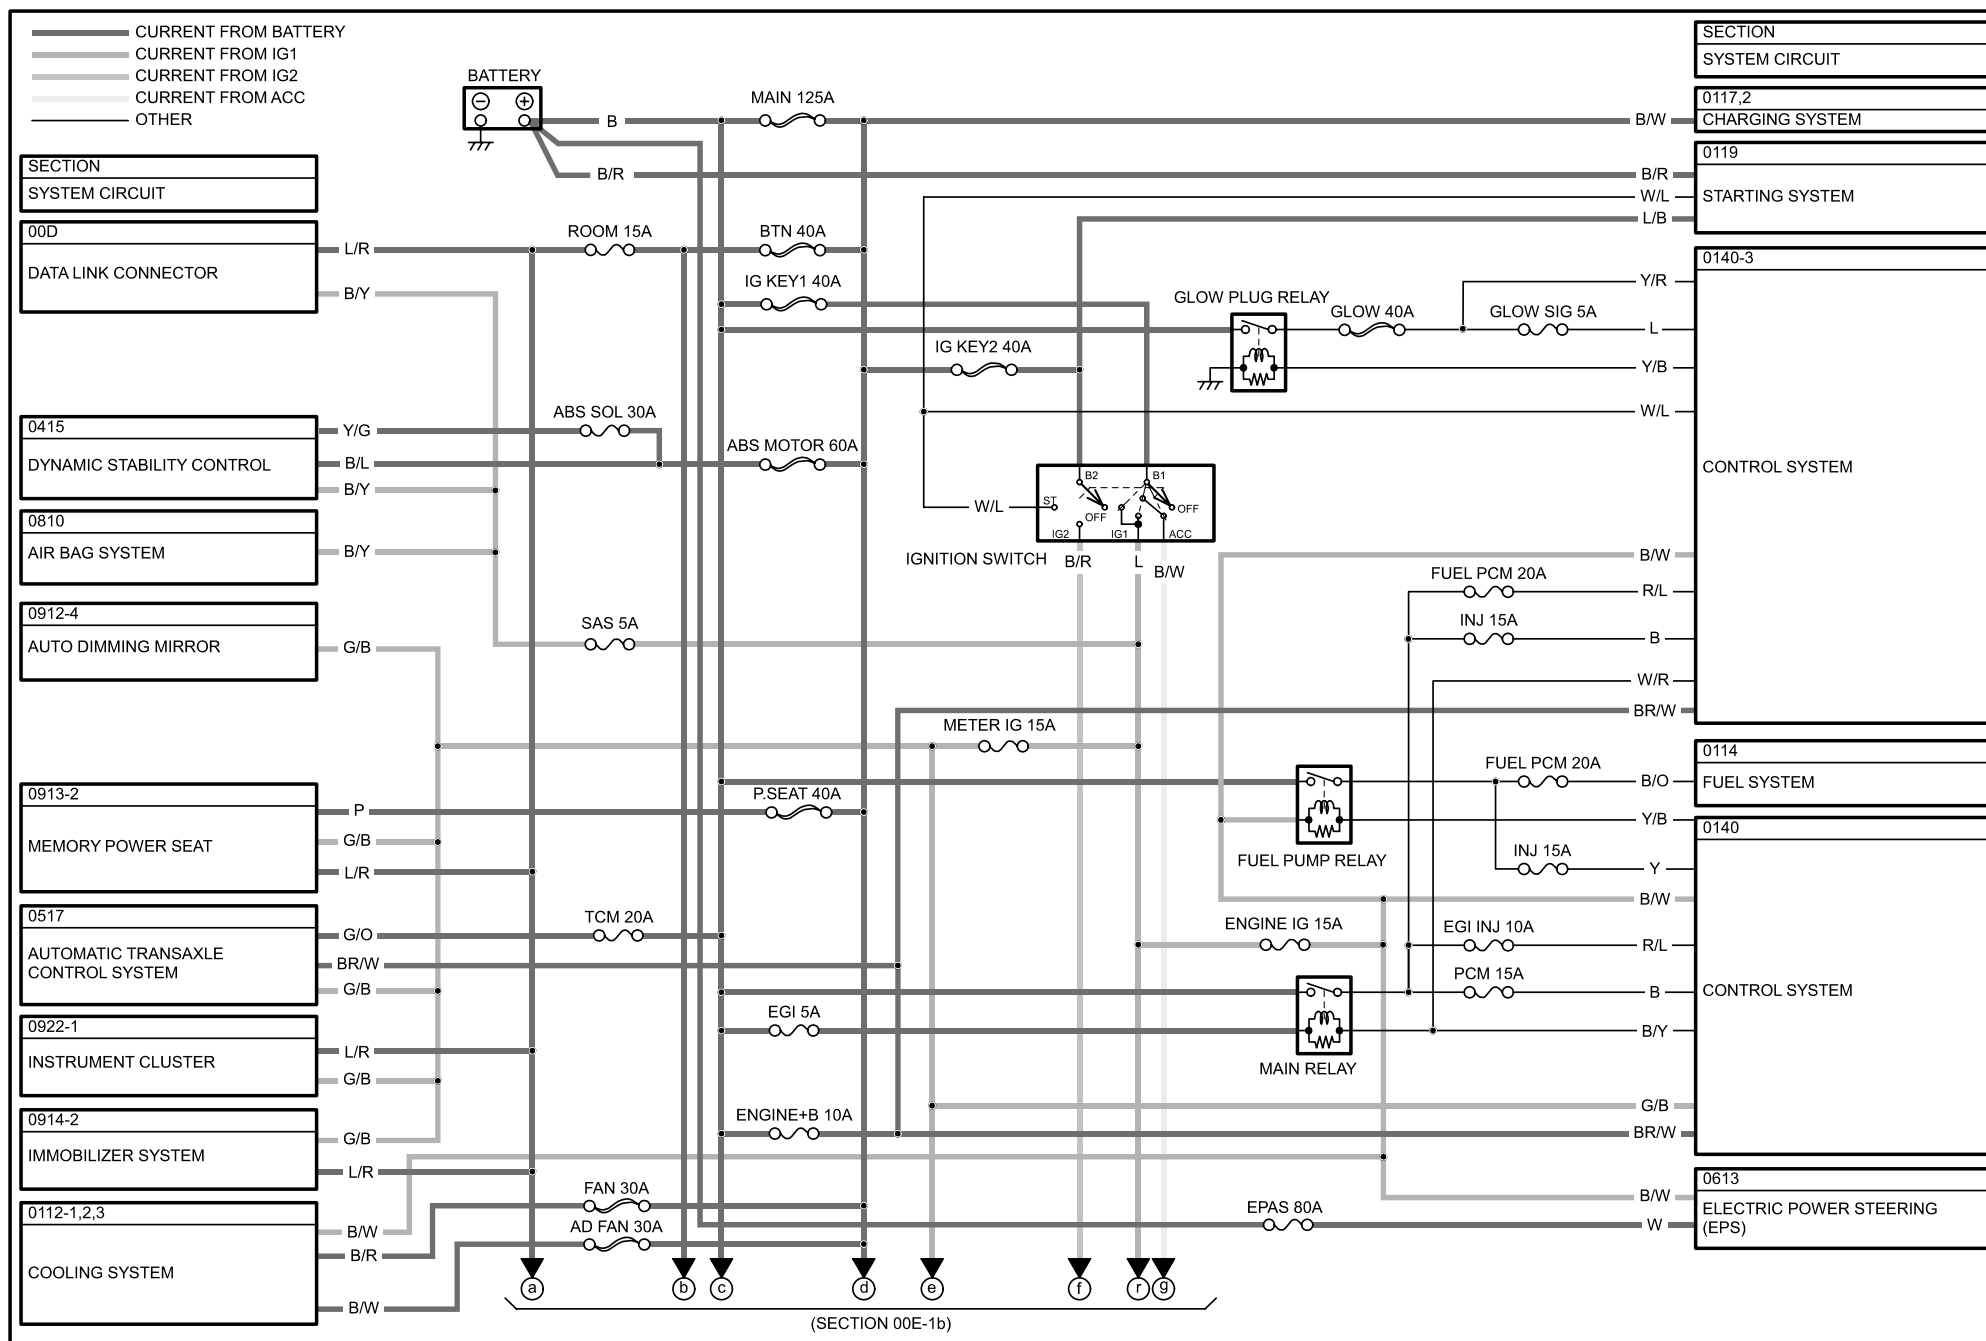 CURRENT FROM BATTERY
CURRENT FROM IG1
CURRENT FROM IG2
CURRENT FROM ACC
OTHER
SECTION
SYSTEM CIRCUIT
00D
DATA LINK CONNECTOR
L/R
B/Y
0415
DYNAMIC STABILITY CONTROL
Y/G
B/L
B/Y
0810
AIR BAG SYSTEM
B/Y
0912-4
AUTO DIMMING MIRROR
G/B
0913-2
MEMORY POWER SEAT
P
G/B
L/R
0517
AUTOMATIC TRANSAXLE
CONTROL SYSTEM
G/O
BR/W
G/B
0922-1
INSTRUMENT CLUSTER
L/R
G/B
0914-2
IMMOBILIZER SYSTEM
G/B
L/R
0112-1,2,3
COOLING SYSTEM
B/W
B/R
B/W
BATTERY
B
B/R
MAIN 125A
ROOM 15A
BTN 40A
IG KEY1 40A
IG KEY2 40A
ABS SOL 30A
ABS MOTOR 60A
GLOW PLUG RELAY
GLOW 40A
GLOW SIG 5A
W/L
ST
B2
B1
OFF
OFF
IG2
IG1
ACC
IGNITION SWITCH
B/R
L
B/W
SAS 5A
METER IG 15A
P.SEAT 40A
TCM 20A
EGI 5A
ENGINE+B 10A
FAN 30A
AD FAN 30A
FUEL PCM 20A
INJ 15A
FUEL PCM 20A
FUEL PUMP RELAY
INJ 15A
ENGINE IG 15A
EGI INJ 10A
PCM 15A
MAIN RELAY
EPAS 80A
a
b
c
d
e
f
r
g
(SECTION 00E-1b)
SECTION
SYSTEM CIRCUIT
0117,2
CHARGING SYSTEM
B/W
0119
STARTING SYSTEM
B/R
W/L
L/B
0140-3
CONTROL SYSTEM
Y/R
L
Y/B
W/L
B/W
R/L
B
W/R
BR/W
0114
FUEL SYSTEM
B/O
0140
CONTROL SYSTEM
Y/B
Y
B/W
R/L
B
B/Y
G/B
BR/W
0613
ELECTRIC POWER STEERING
(EPS)
B/W
W